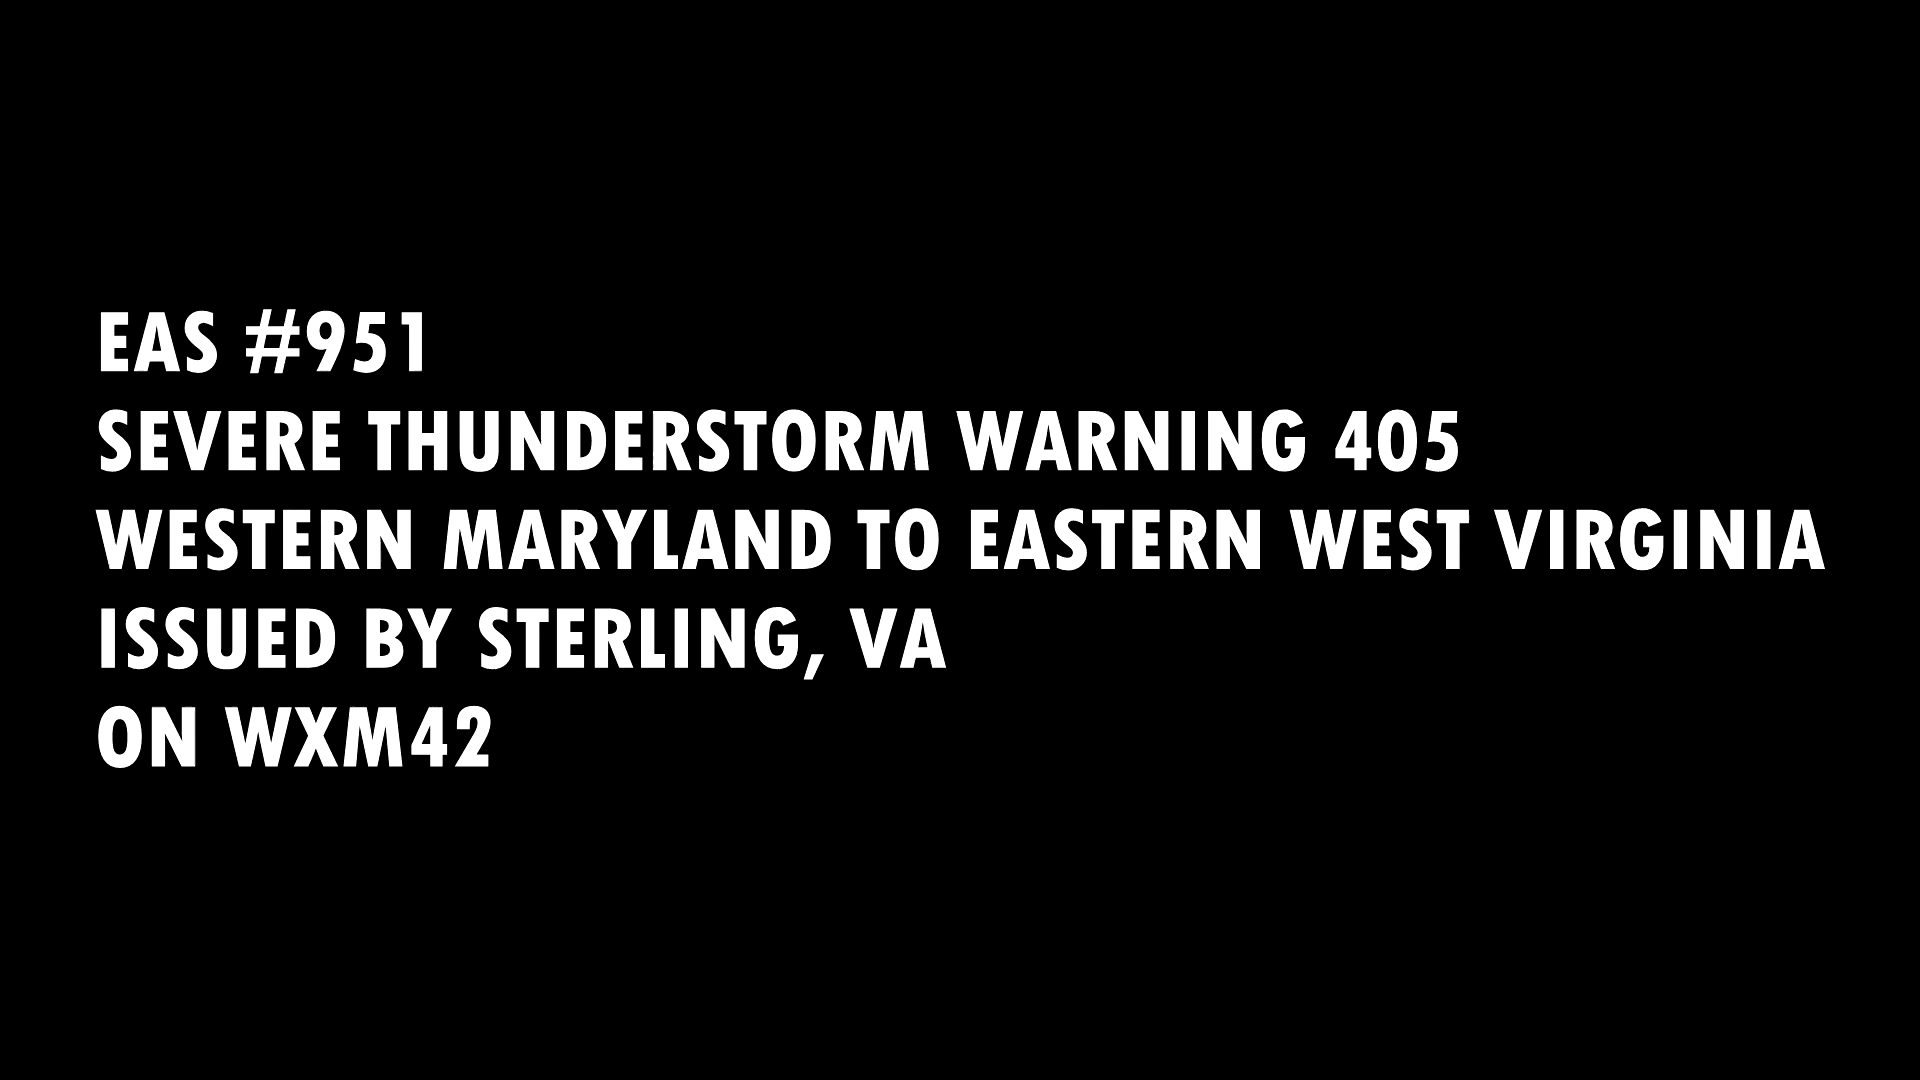 EAS #951
SEVERE THUNDERSTORM WARNING 405
WESTERN MARYLAND TO EASTERN WEST VIRGINIA
ISSUED BY STERLING, VA
ON WXM42